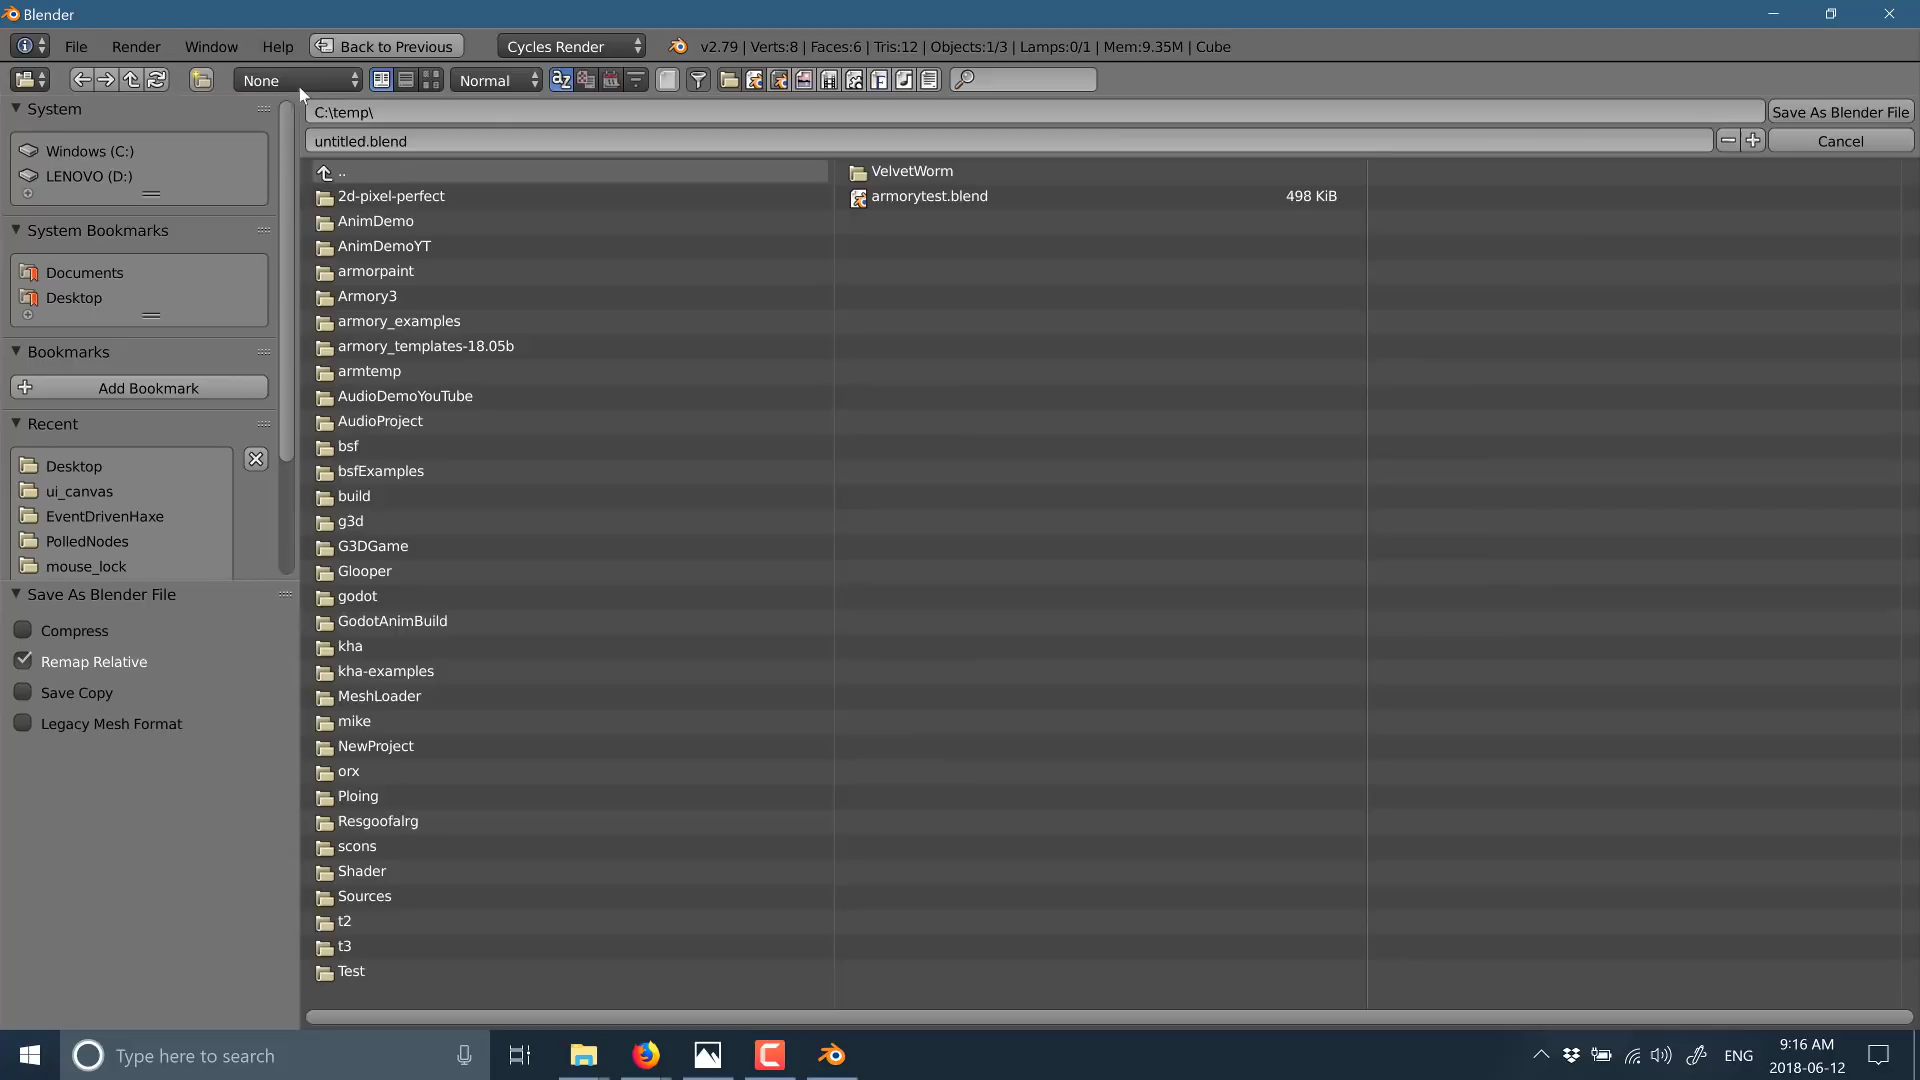 Blender
File Render Window Help Back to Previous Cycles Render v2.79 | Verts:8 | Faces:6 | Tris:12 | Objects:1/3 | Lamps:0/1 | Mem:9.35M | Cube
None Normal
System
Windows (C:)
LENOVO (D:)
System Bookmarks
Documents
Desktop
Bookmarks
Add Bookmark
Recent
Desktop
ui_canvas
EventDrivenHaxe
PolledNodes
mouse_lock
Save As Blender File
Compress
Remap Relative
Save Copy
Legacy Mesh Format
C:\temp\ Save As Blender File
untitled.blend Cancel
..
2d-pixel-perfect
AnimDemo
AnimDemoYT
armorpaint
Armory3
armory_examples
armory_templates-18.05b
armtemp
AudioDemoYouTube
AudioProject
bsf
bsfExamples
build
g3d
G3DGame
Glooper
godot
GodotAnimBuild
kha
kha-examples
MeshLoader
mike
NewProject
orx
Ploing
Resgoofalrg
scons
Shader
Sources
t2
t3
Test
VelvetWorm
armorytest.blend 498 KiB
Type here to search
ENG
9:16 AM
2018-06-12